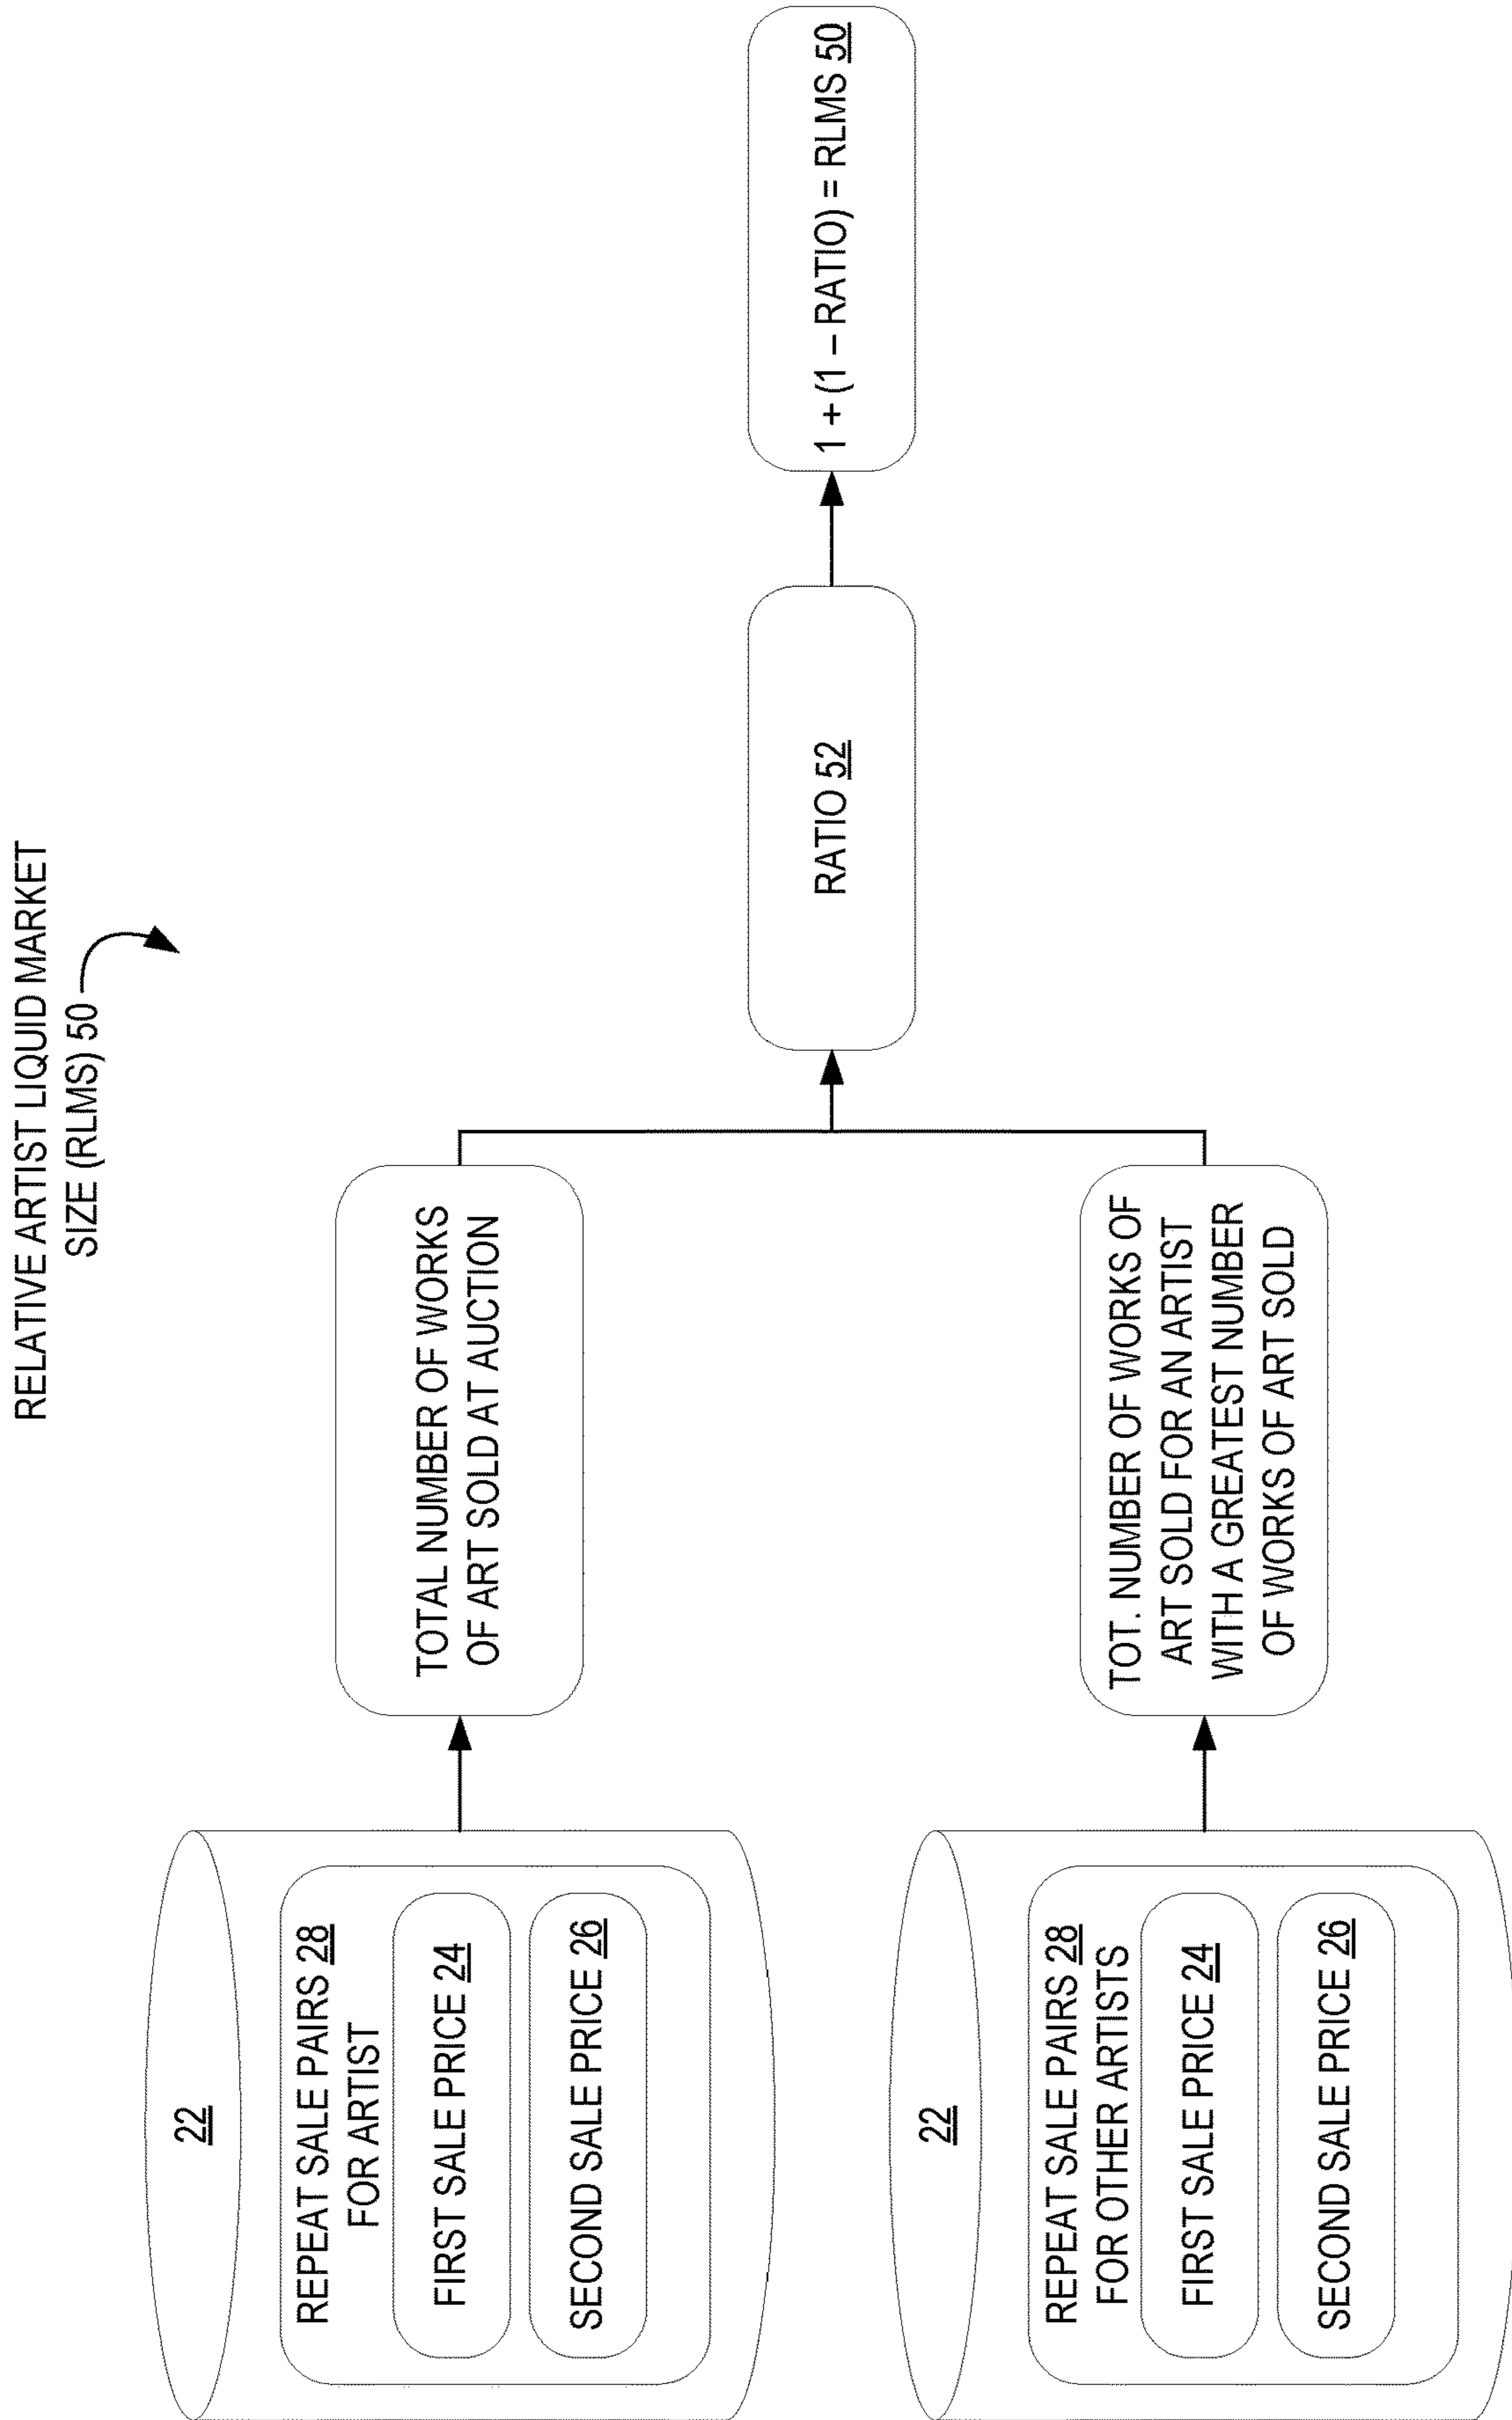 RELATIVE ARTIST LIQUID MARKET
SIZE (RLMS) 50
22
REPEAT SALE PAIRS 28
FOR ARTIST
FIRST SALE PRICE 24
SECOND SALE PRICE 26
TOTAL NUMBER OF WORKS
OF ART SOLD AT AUCTION
22
REPEAT SALE PAIRS 28
FOR OTHER ARTISTS
FIRST SALE PRICE 24
SECOND SALE PRICE 26
TOT. NUMBER OF WORKS OF
ART SOLD FOR AN ARTIST
WITH A GREATEST NUMBER
OF WORKS OF ART SOLD
RATIO 52
1 + (1 – RATIO) = RLMS 50